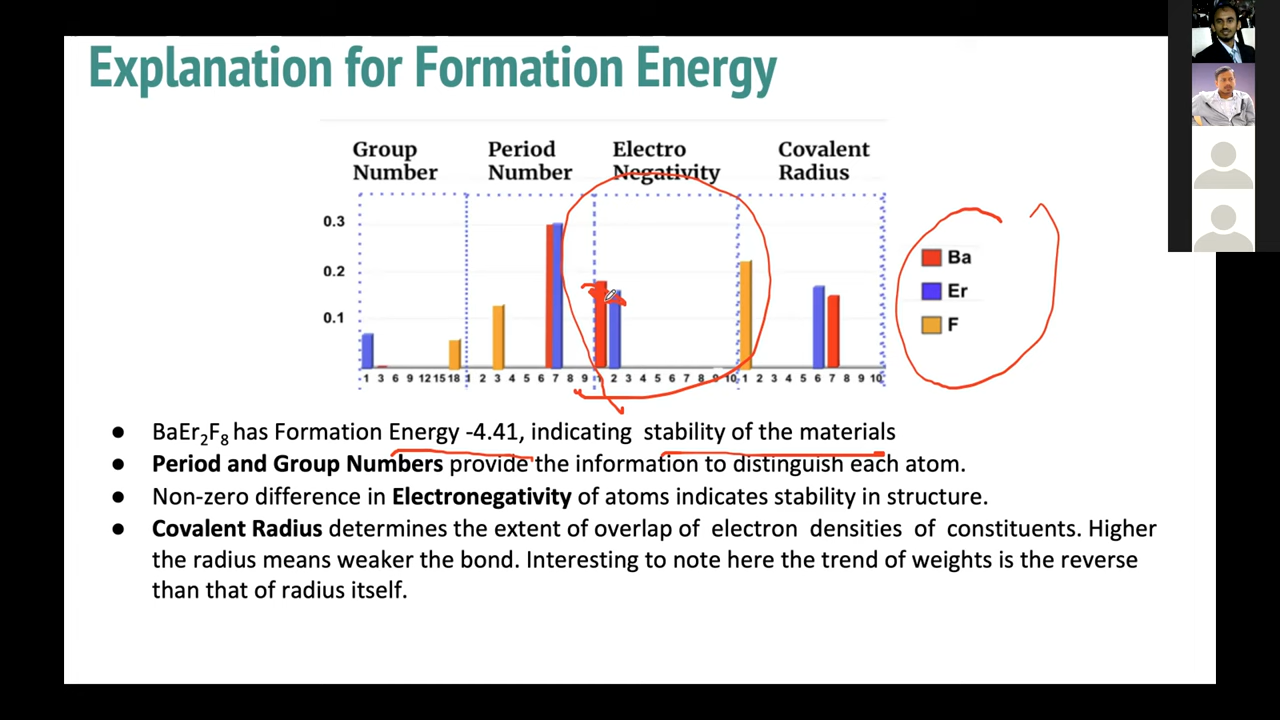 Explanation for Formation Energy
Group Number
Period Number
Electro Negativity
Covalent Radius
0.3
0.2
0.1
1 3 6 9 12 15 18 1 2 3 4 5 6 7 8 9 1 2 3 4 5 6 7 8 9 10 1 2 3 4 5 6 7 8 9 10
Ba
Er
F
● BaEr₂F₈ has Formation Energy -4.41, indicating stability of the materials
● Period and Group Numbers provide the information to distinguish each atom.
● Non-zero difference in Electronegativity of atoms indicates stability in structure.
● Covalent Radius determines the extent of overlap of electron densities of constituents. Higher
the radius means weaker the bond. Interesting to note here the trend of weights is the reverse
than that of radius itself.